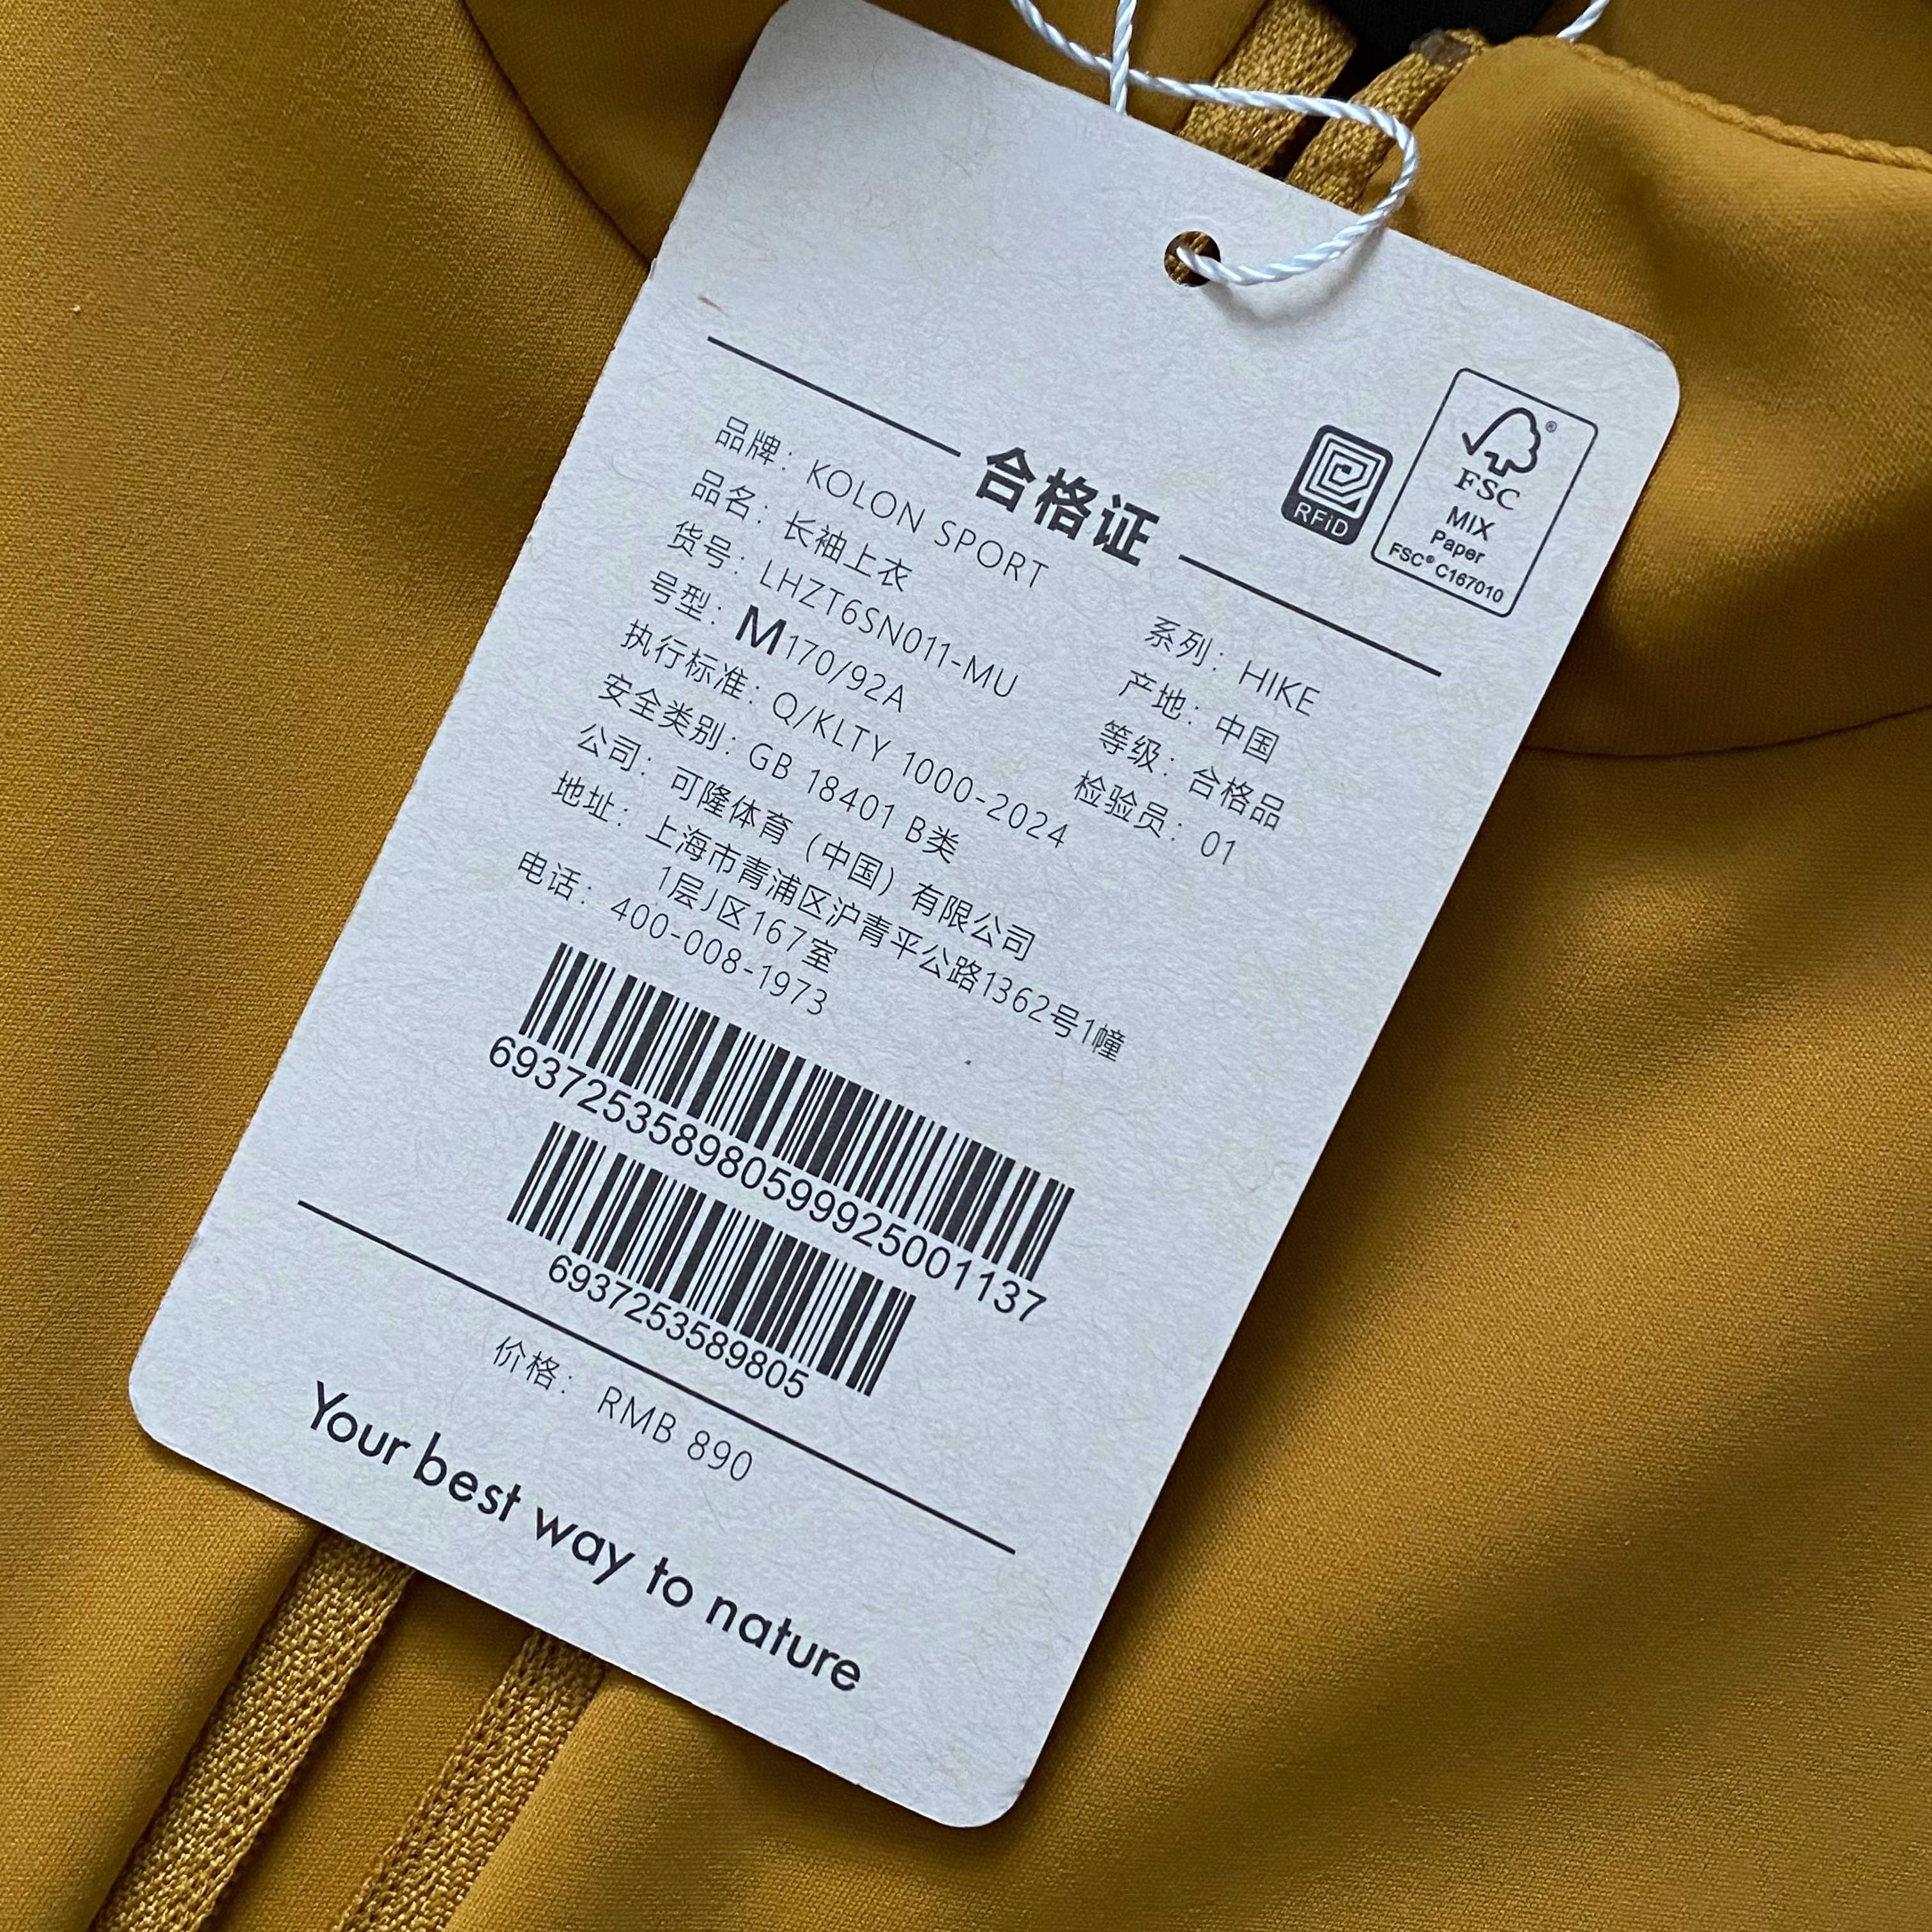 合格证
RFiD
FSC®
MIX
Paper
FSC® C167010
品牌： KOLON SPORT
系列： HIKE
品名： 长袖上衣
产地： 中国
货号： LHZT6SN011-MU
等级： 合格品
号型： M170/92A
检验员： 01
执行标准： Q/KLTY 1000-2024
安全类别： GB 18401 B类
公司： 可隆体育（中国）有限公司
地址： 上海市青浦区沪青平公路1362号1幢
1层J区167室
电话： 400-008-1973
69372535898059992500 1137
6937253589805
价格： RMB 890
Your best way to nature